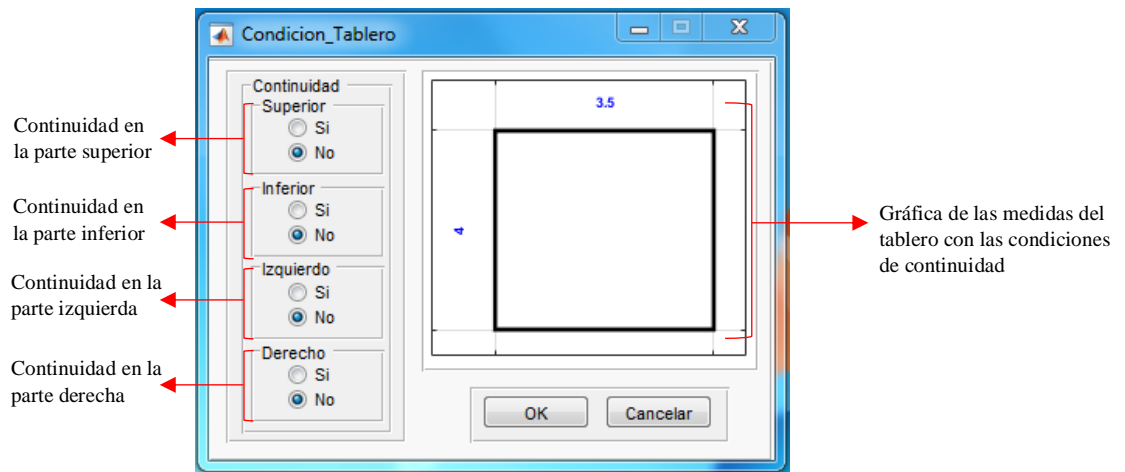 Condicion_Tablero
Continuidad
Superior
Si
No
Inferior
Si
No
Izquierdo
Si
No
Derecho
Si
No
3.5
4
OK
Cancelar
Continuidad en
la parte superior
Continuidad en
la parte inferior
Continuidad en la
parte izquierda
Continuidad en la
parte derecha
Gráfica de las medidas del
tablero con las condiciones
de continuidad